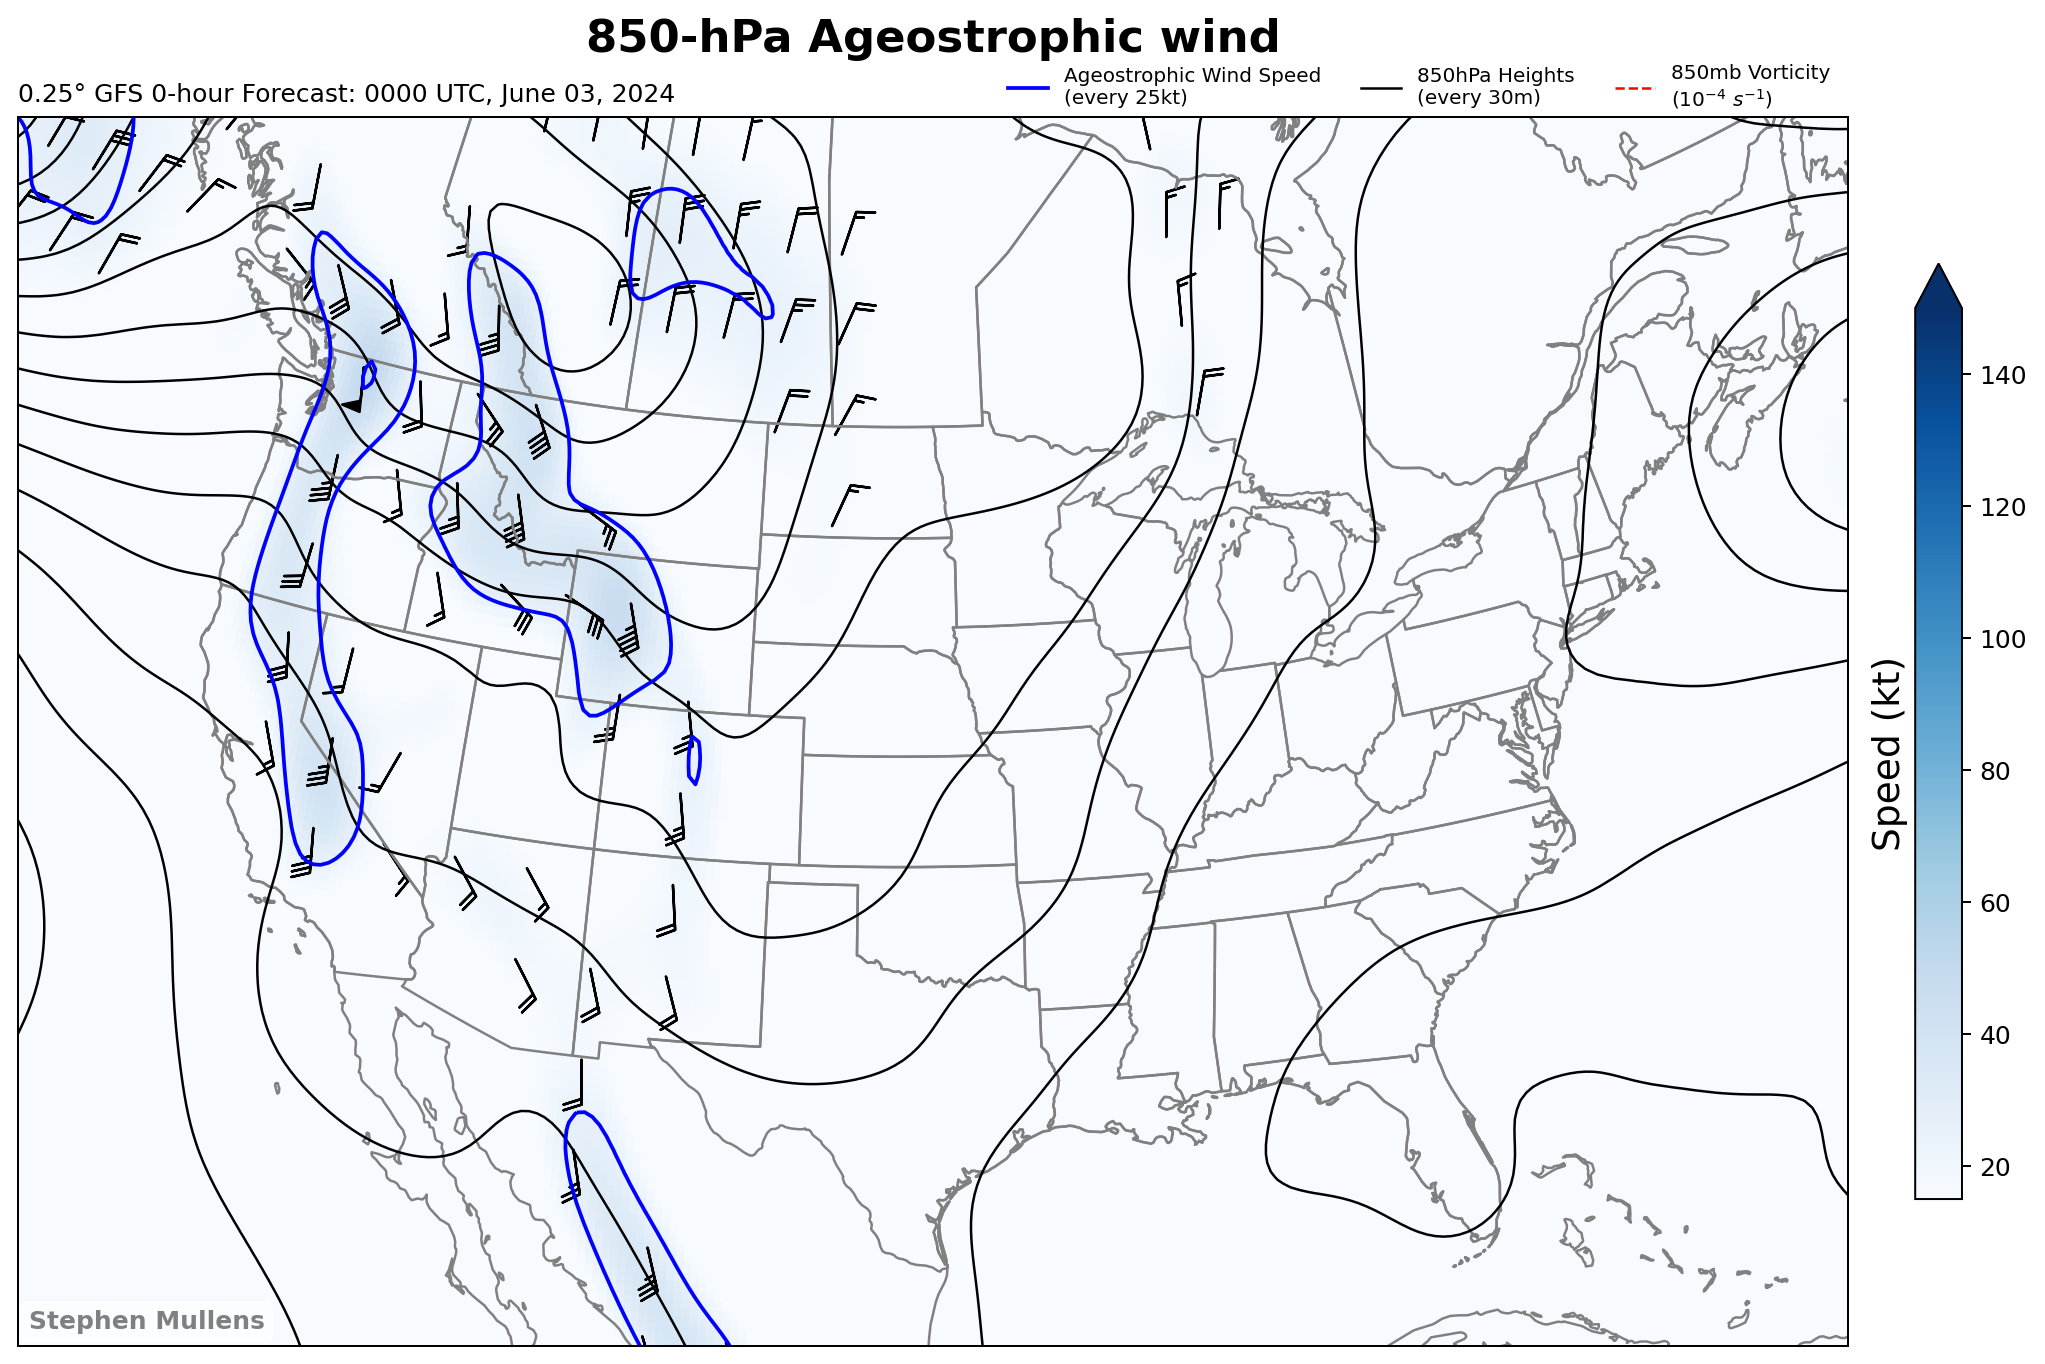 850-hPa Ageostrophic wind
0.25° GFS 0-hour Forecast: 0000 UTC, June 03, 2024
Ageostrophic Wind Speed
(every 25kt)
850hPa Heights
(every 30m)
850mb Vorticity
(10⁻⁴ s⁻¹)
140
120
100
80
60
40
20
Speed (kt)
Stephen Mullens